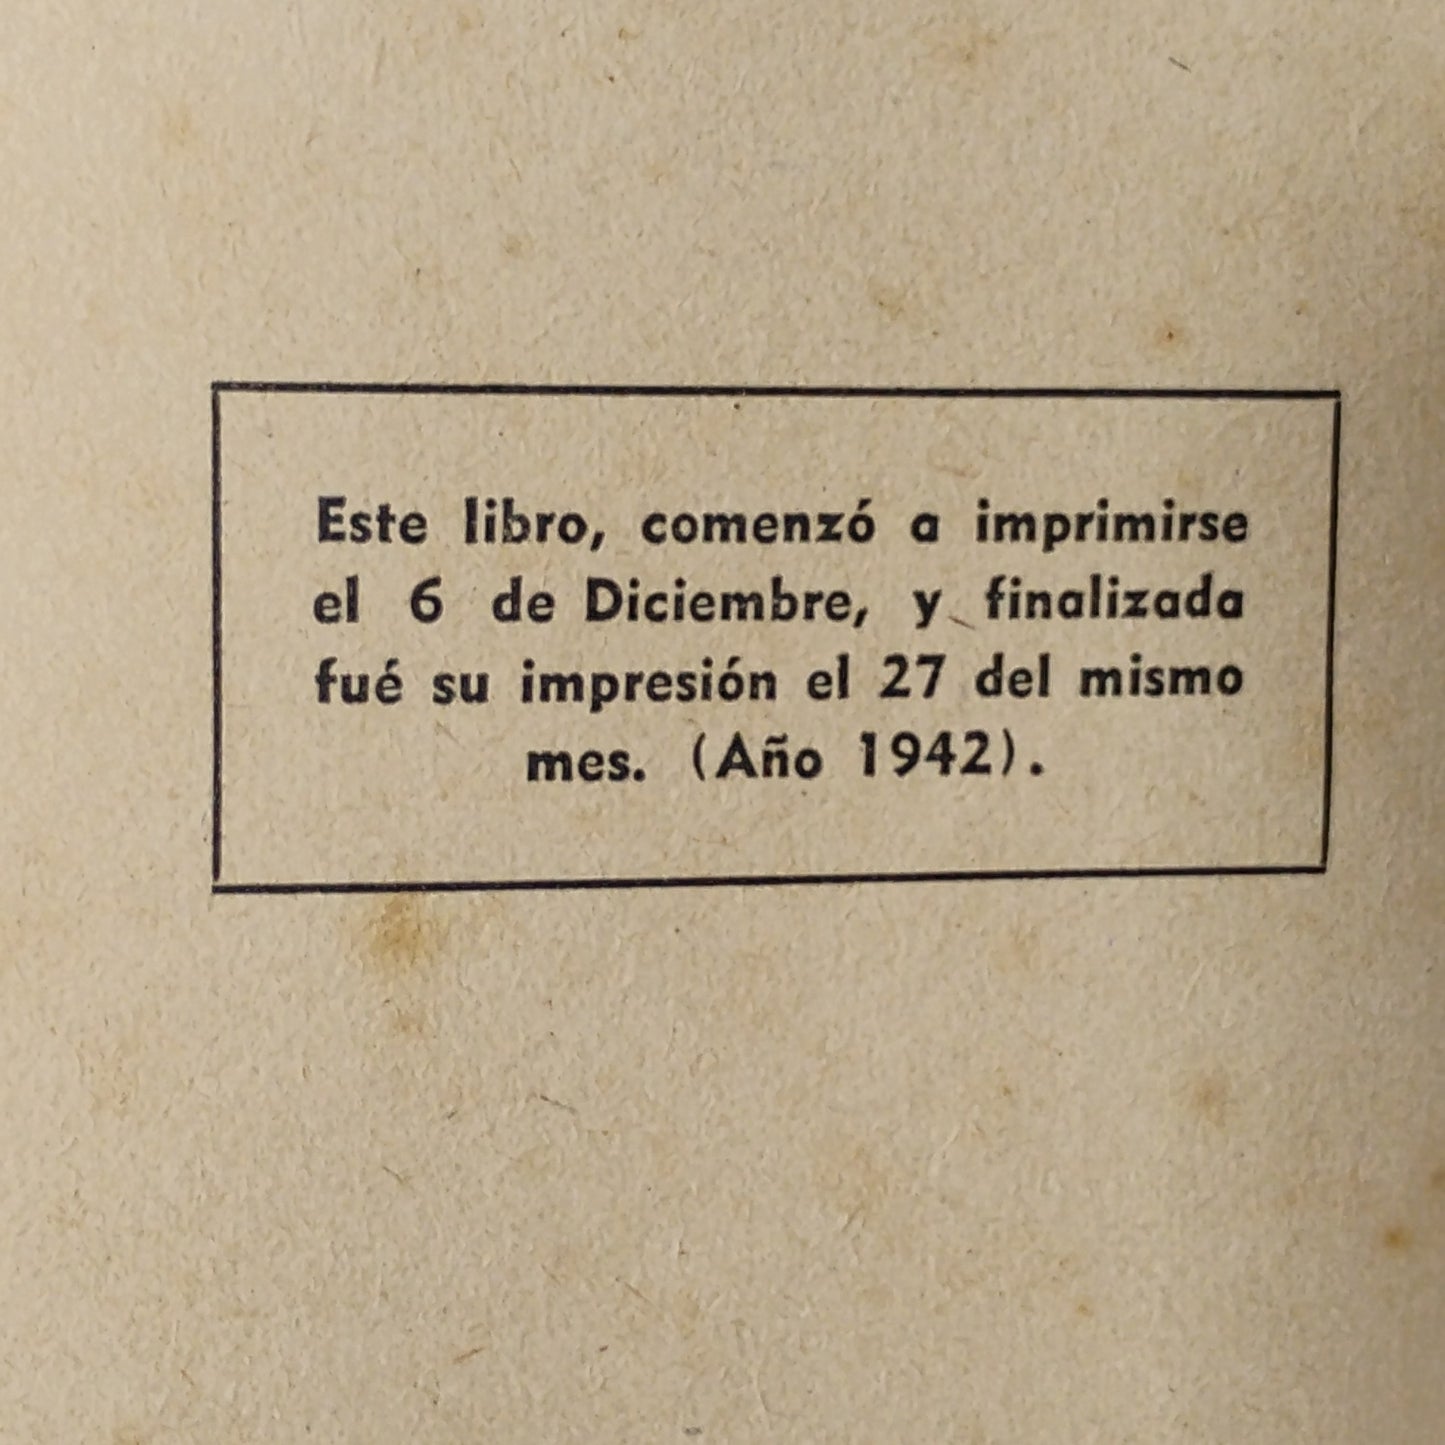 Este libro, comenzó a imprimirse
el 6 de Diciembre, y finalizada
fué su impresión el 27 del mismo
mes. (Año 1942).